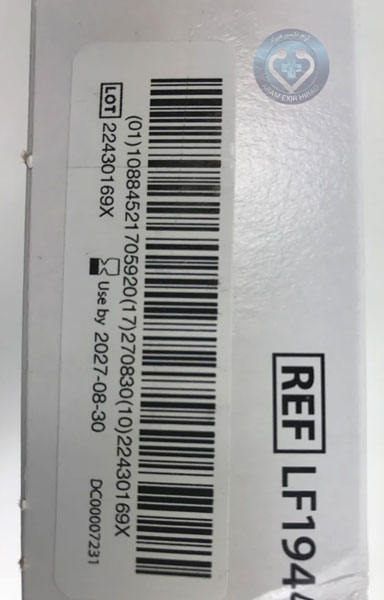 (01)10884521705920(17)270830(10)22430169X
LOT 22430169X
Use by 2027-08-30
DC00007231
REF LF194